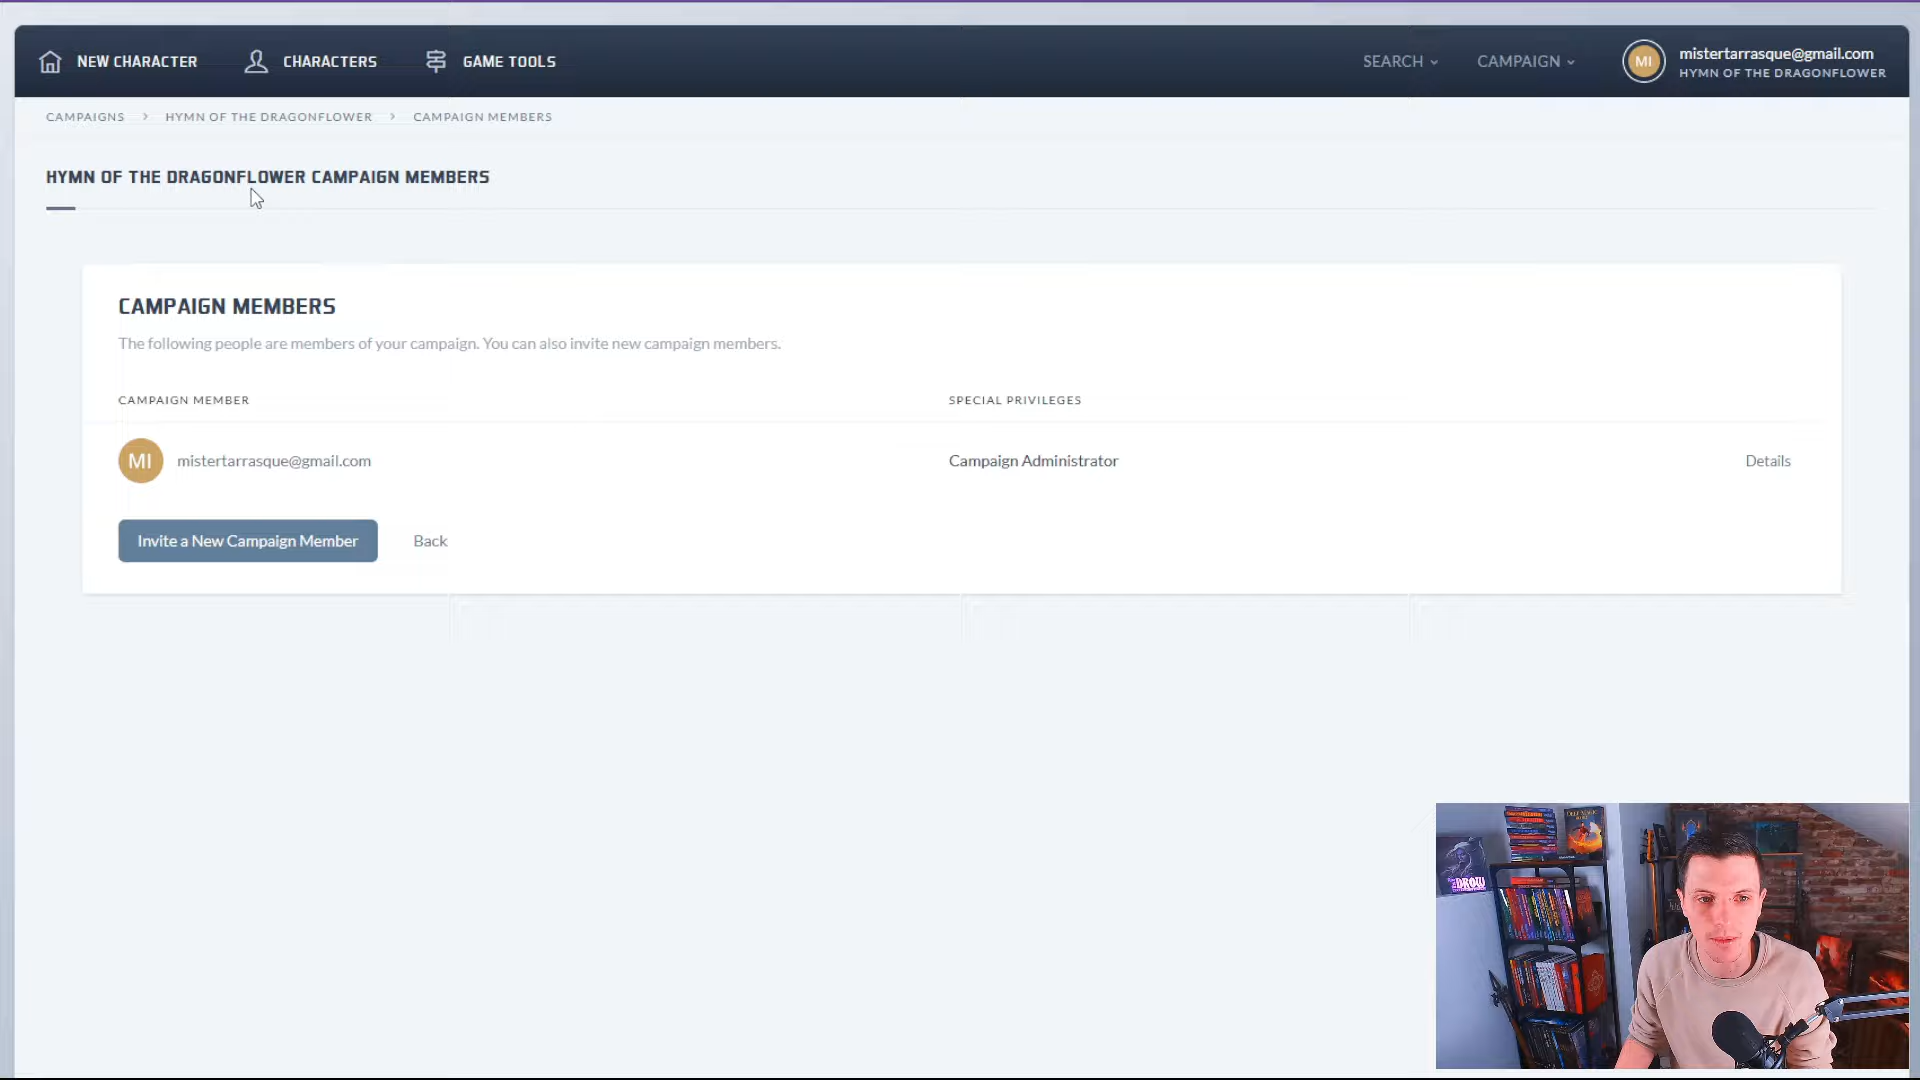 NEW CHARACTER
CHARACTERS
GAME TOOLS
SEARCH
CAMPAIGN
MI
mistertarrasque@gmail.com
HYMN OF THE DRAGONFLOWER
CAMPAIGNS > HYMN OF THE DRAGONFLOWER > CAMPAIGN MEMBERS
HYMN OF THE DRAGONFLOWER CAMPAIGN MEMBERS
CAMPAIGN MEMBERS
The following people are members of your campaign. You can also invite new campaign members.
CAMPAIGN MEMBER
SPECIAL PRIVILEGES
MI
mistertarrasque@gmail.com
Campaign Administrator
Details
Invite a New Campaign Member
Back
DROW